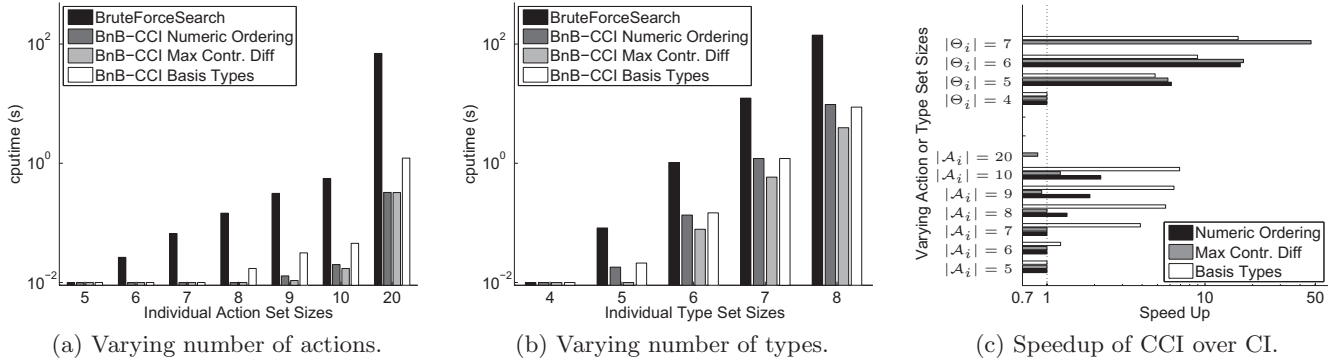 BruteForceSearch
BnB−CCI Numeric Ordering
BnB−CCI Max Contr. Diff
BnB−CCI Basis Types
10^2
10^0
10^−2
cputime (s)
5 6 7 8 9 10 20
Individual Action Set Sizes
(a) Varying number of actions.
BruteForceSearch
BnB−CCI Numeric Ordering
BnB−CCI Max Contr. Diff
BnB−CCI Basis Types
10^2
10^0
10^−2
cputime (s)
4 5 6 7 8
Individual Type Set Sizes
(b) Varying number of types.
Varying Action or Type Set Sizes
|Θ_i| = 7
|Θ_i| = 6
|Θ_i| = 5
|Θ_i| = 4
|𝒜_i| = 20
|𝒜_i| = 10
|𝒜_i| = 9
|𝒜_i| = 8
|𝒜_i| = 7
|𝒜_i| = 6
|𝒜_i| = 5
Numeric Ordering
Max Contr. Diff
Basis Types
0.7 1 10 50
Speed Up
(c) Speedup of CCI over CI.